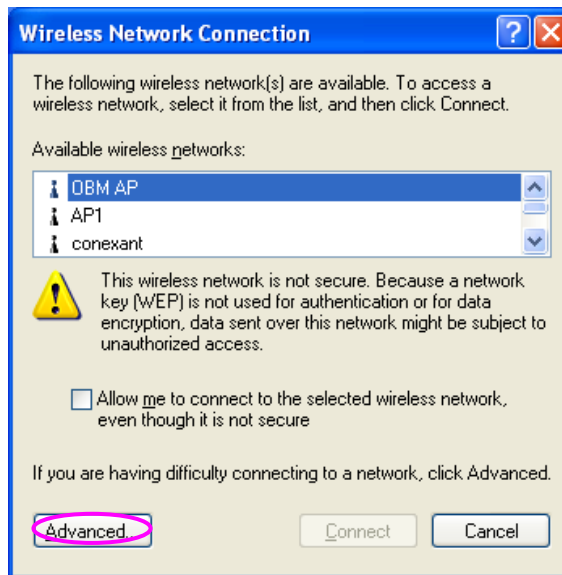 Wireless Network Connection
The following wireless network(s) are available. To access a
wireless network, select it from the list, and then click Connect.
Available wireless networks:
OBM AP
AP1
conexant
This wireless network is not secure. Because a network
key (WEP) is not used for authentication or for data
encryption, data sent over this network might be subject to
unauthorized access.
Allow me to connect to the selected wireless network,
even though it is not secure
If you are having difficulty connecting to a network, click Advanced.
Advanced...
Connect
Cancel